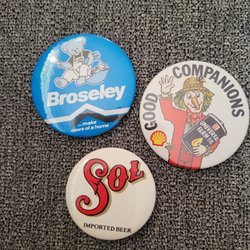 Broseley
...make
more of a home
GOOD COMPANIONS
Sol
IMPORTED BEER